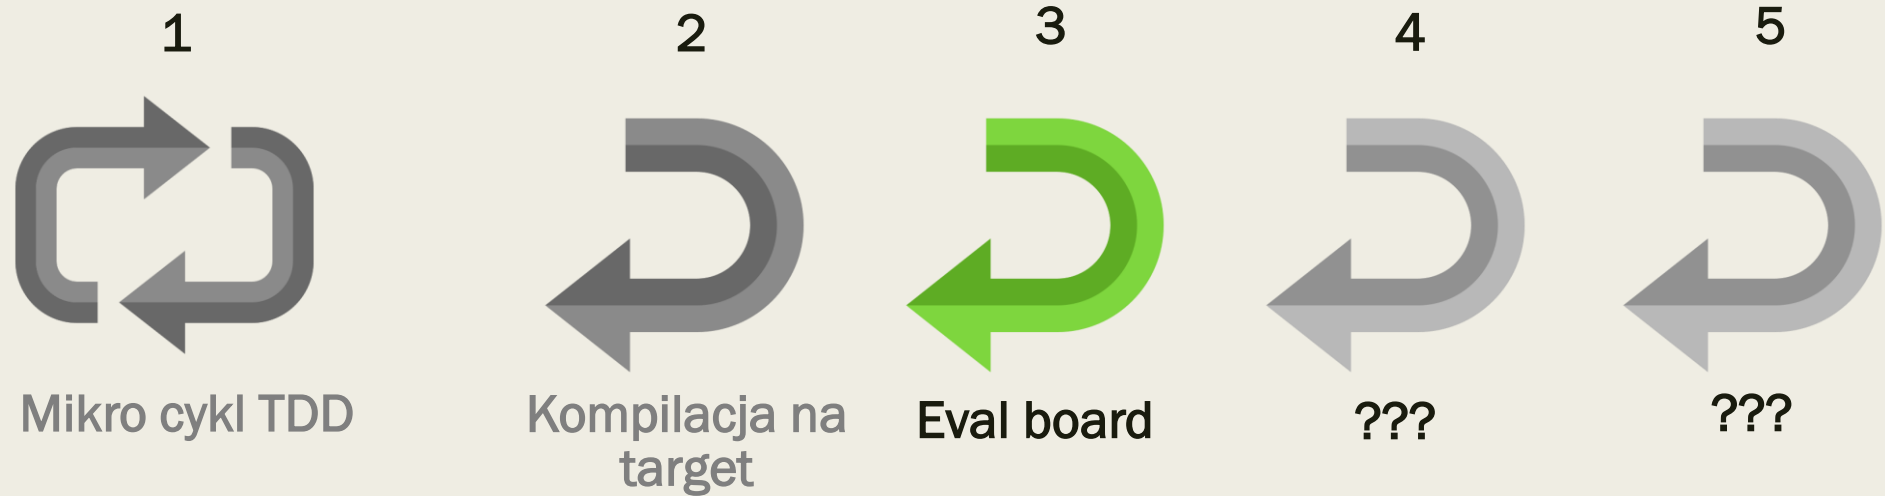 1
2
3
4
5
Mikro cykl TDD
Kompilacja na
target
Eval board
???
???